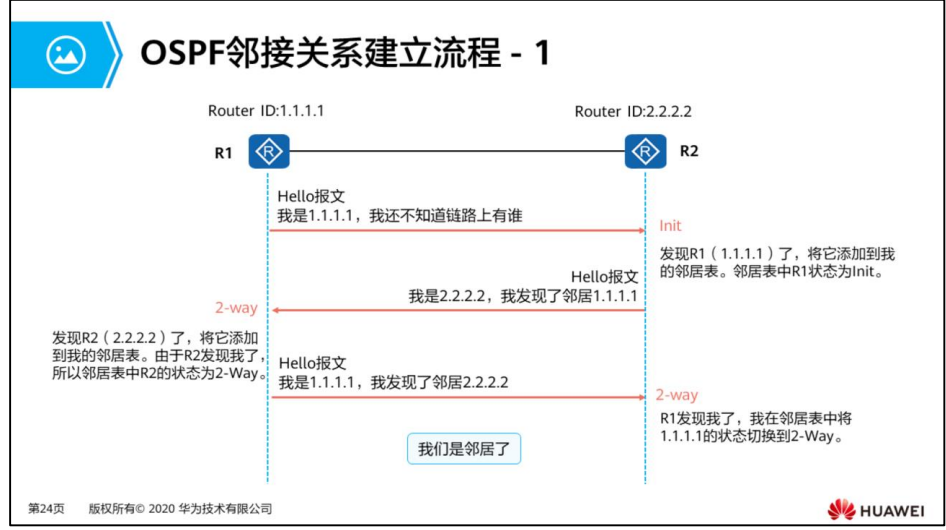 OSPF邻接关系建立流程 - 1
Router ID:1.1.1.1
Router ID:2.2.2.2
R1
R
R
R2
Hello报文
我是1.1.1.1，我还不知道链路上有谁
Init
发现R1（1.1.1.1）了，将它添加到我
的邻居表。邻居表中R1状态为Init。
Hello报文
我是2.2.2.2，我发现了邻居1.1.1.1
2-way
发现R2（2.2.2.2）了，将它添加
到我的邻居表。由于R2发现我了，
所以邻居表中R2的状态为2-Way。
Hello报文
我是1.1.1.1，我发现了邻居2.2.2.2
2-way
R1发现我了，我在邻居表中将
1.1.1.1的状态切换到2-Way。
我们是邻居了
第24页 版权所有© 2020 华为技术有限公司
HUAWEI